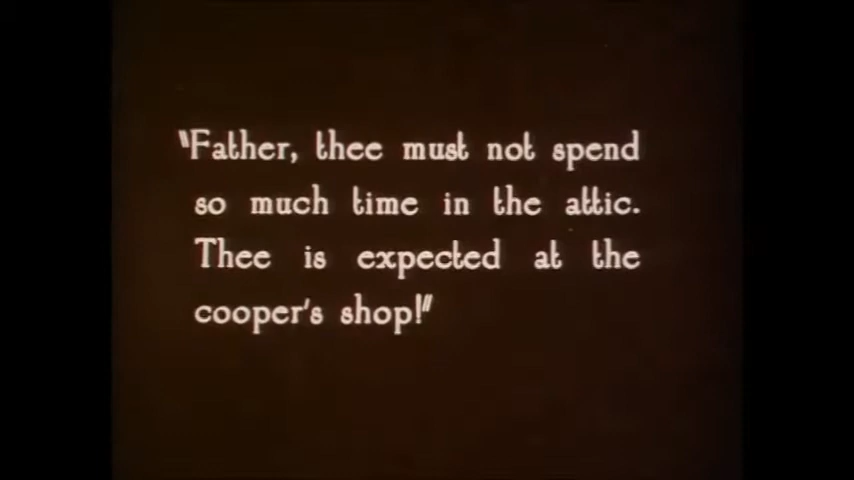 "Father, thee must not spend
so much time in the attic.
Thee is expected at the
cooper's shop!"